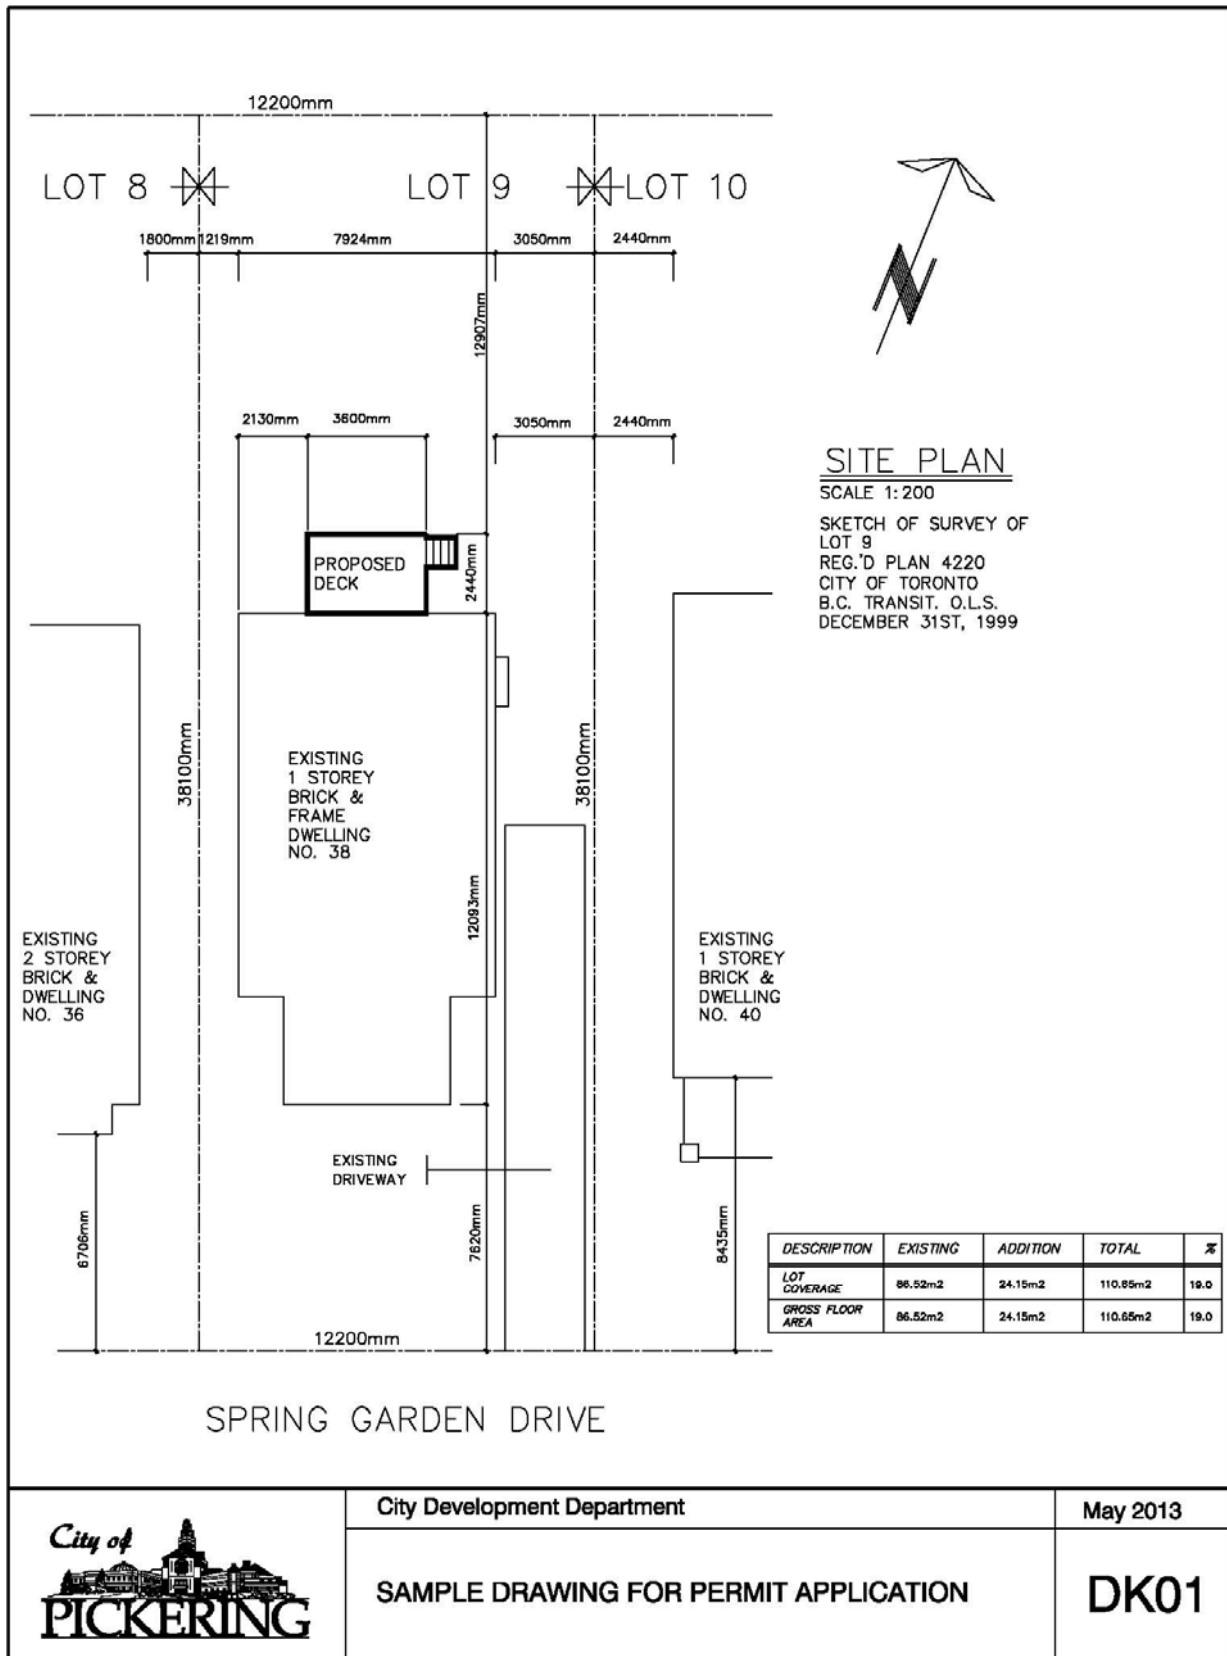 12200mm
LOT 8
LOT 9
LOT 10
1800mm 1219mm 7924mm 3050mm 2440mm
12907mm
N
2130mm 3600mm 3050mm 2440mm
SITE PLAN
SCALE 1:200
SKETCH OF SURVEY OF
LOT 9
REG.'D PLAN 4220
CITY OF TORONTO
B.C. TRANSIT. O.L.S.
DECEMBER 31ST, 1999
PROPOSED
DECK
2440mm
38100mm
38100mm
EXISTING
1 STOREY
BRICK &
FRAME
DWELLING
NO. 38
12093mm
EXISTING
2 STOREY
BRICK &
DWELLING
NO. 36
EXISTING
1 STOREY
BRICK &
DWELLING
NO. 40
EXISTING
DRIVEWAY
6706mm
7620mm
8435mm
DESCRIPTION EXISTING ADDITION TOTAL %
LOT
COVERAGE 86.52m2 24.15m2 110.65m2 19.0
GROSS FLOOR
AREA 86.52m2 24.15m2 110.65m2 19.0
12200mm
SPRING GARDEN DRIVE
City of
PICKERING
City Development Department
May 2013
SAMPLE DRAWING FOR PERMIT APPLICATION
DK01